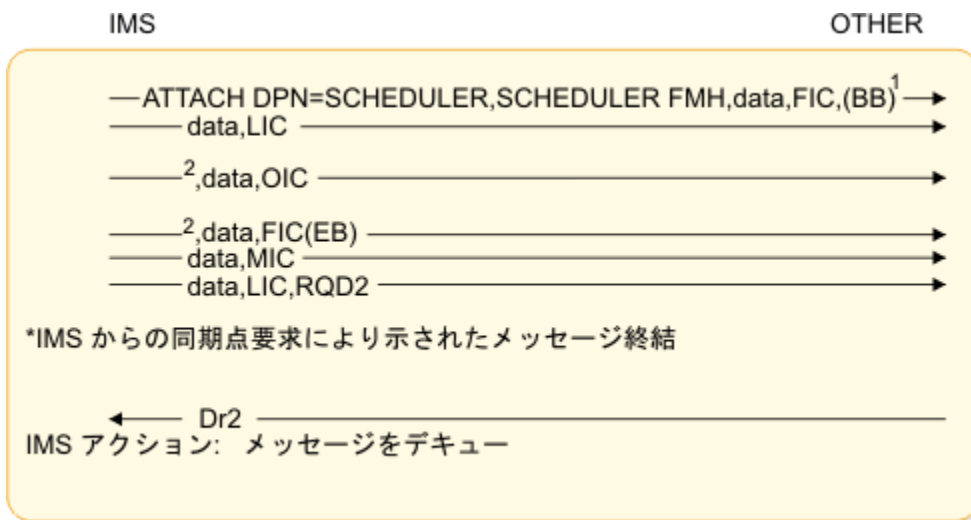 IMS OTHER
ATTACH DPN=SCHEDULER,SCHEDULER FMH,data,FIC,(BB)1
data,LIC
2,data,OIC
2,data,FIC(EB)
data,MIC
data,LIC,RQD2
*IMS からの同期点要求により示されたメッセージ終結
Dr2
IMS アクション: メッセージをデキュー